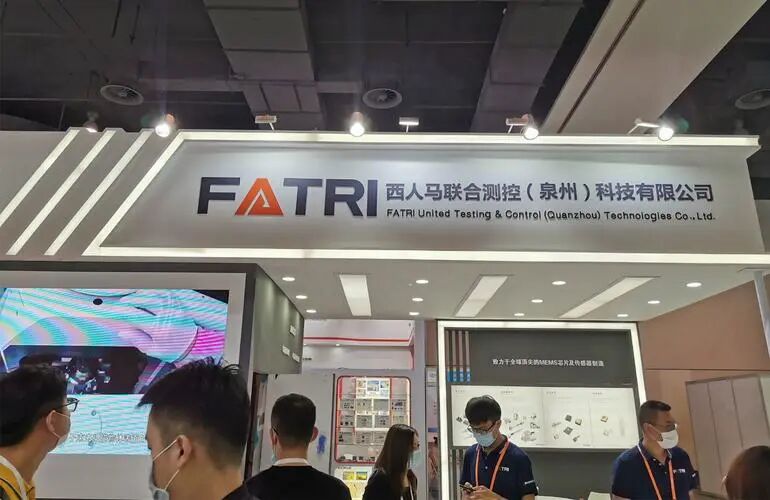 FATRI
西人马联合测控（泉州）科技有限公司
FATRI United Testing & Control (Quanzhou) Technologies Co., Ltd.
致力于全球顶尖的MEMS芯片及传感器制造
FATRI
FATRI